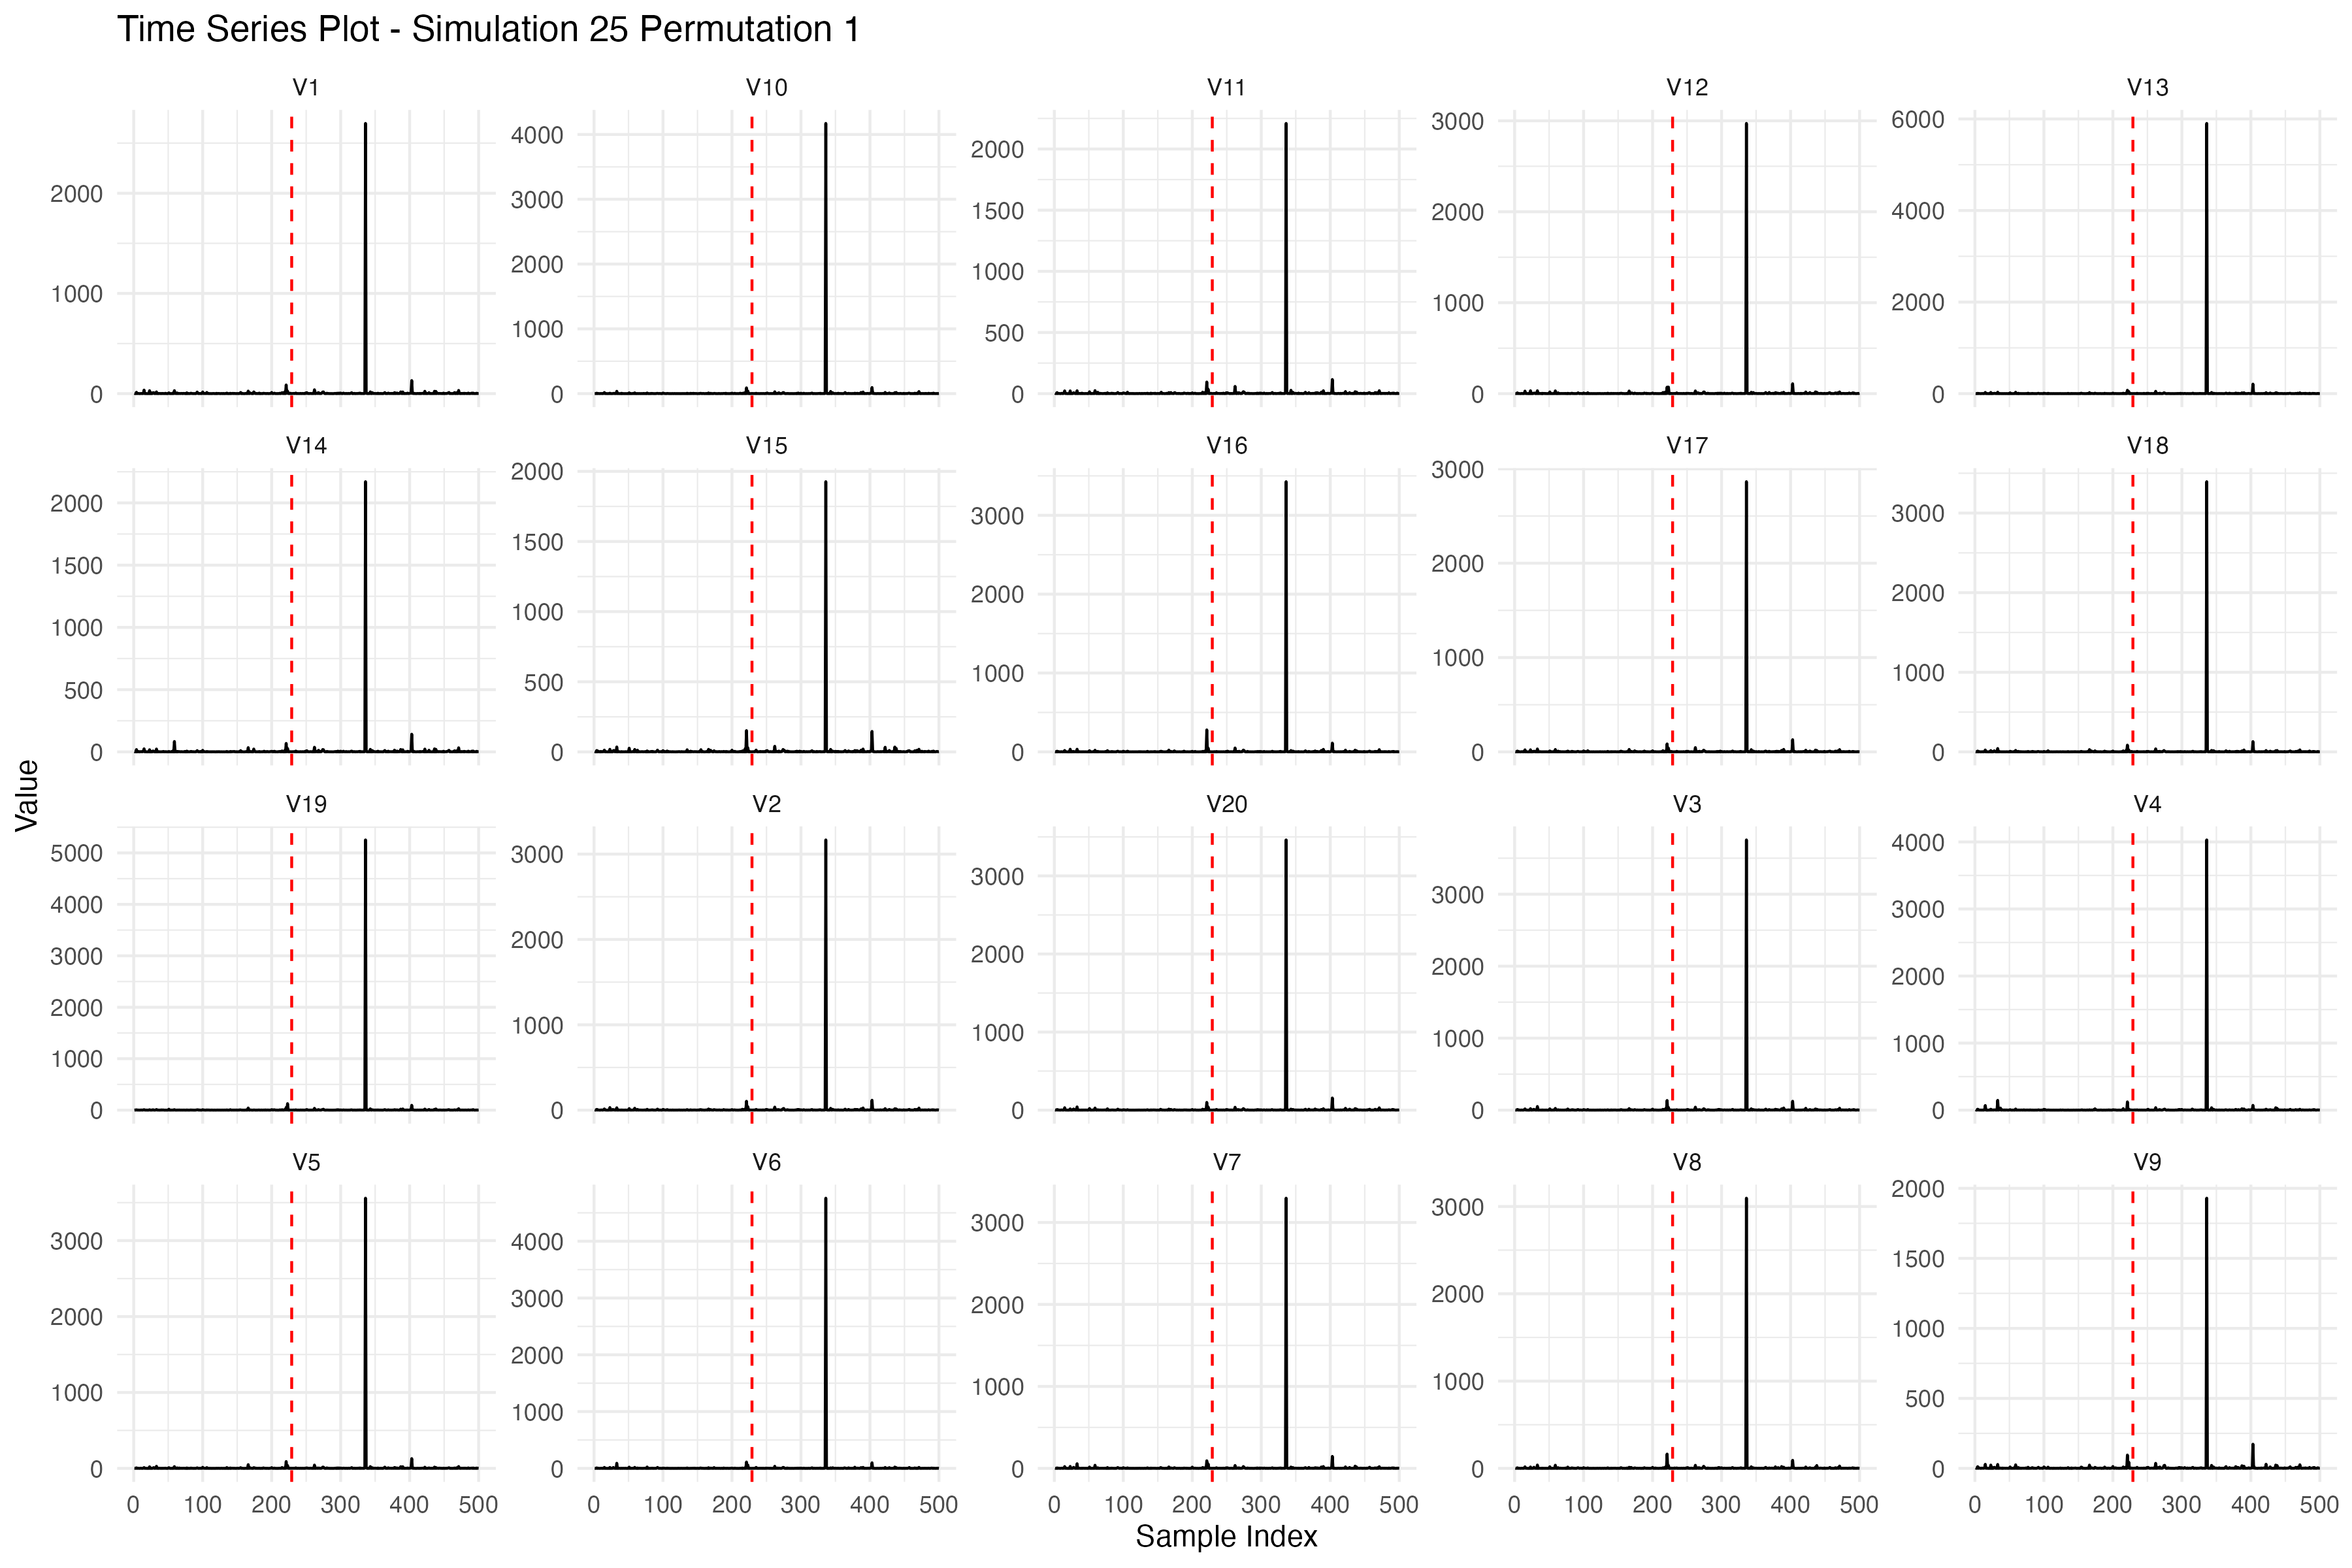 Time Series Plot - Simulation 25 Permutation 1
V1 V10 V11 V12 V13
2000 1000 0
4000 3000 2000 1000 0
2000 1500 1000 500 0
3000 2000 1000 0
6000 4000 2000 0
V14 V15 V16 V17 V18
2000 1500 1000 500 0
2000 1500 1000 500 0
3000 2000 1000 0
3000 2000 1000 0
3000 2000 1000 0
Value
V19 V2 V20 V3 V4
5000 4000 3000 2000 1000 0
3000 2000 1000 0
3000 2000 1000 0
3000 2000 1000 0
4000 3000 2000 1000 0
V5 V6 V7 V8 V9
3000 2000 1000 0
4000 3000 2000 1000 0
3000 2000 1000 0
3000 2000 1000 0
2000 1500 1000 500 0
0 100 200 300 400 500 0 100 200 300 400 500 0 100 200 300 400 500 0 100 200 300 400 500 0 100 200 300 400 500
Sample Index